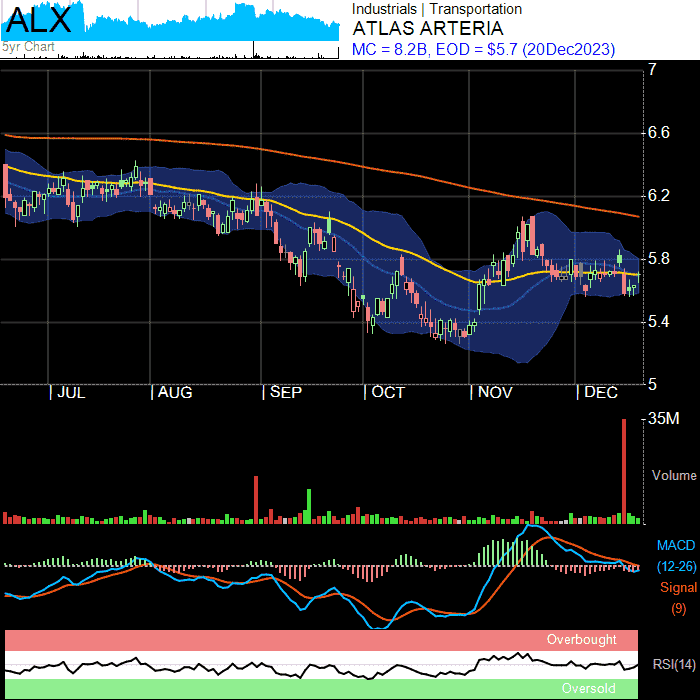 ALX
5yr Chart
Industrials | Transportation
ATLAS ARTERIA
MC = 8.2B, EOD = $5.7 (20Dec2023)
7
6.6
6.2
5.8
5.4
5
| JUL | AUG | SEP | OCT | NOV | DEC
35M
Volume
MACD
(12-26)
Signal
(9)
Overbought
RSI(14)
Oversold